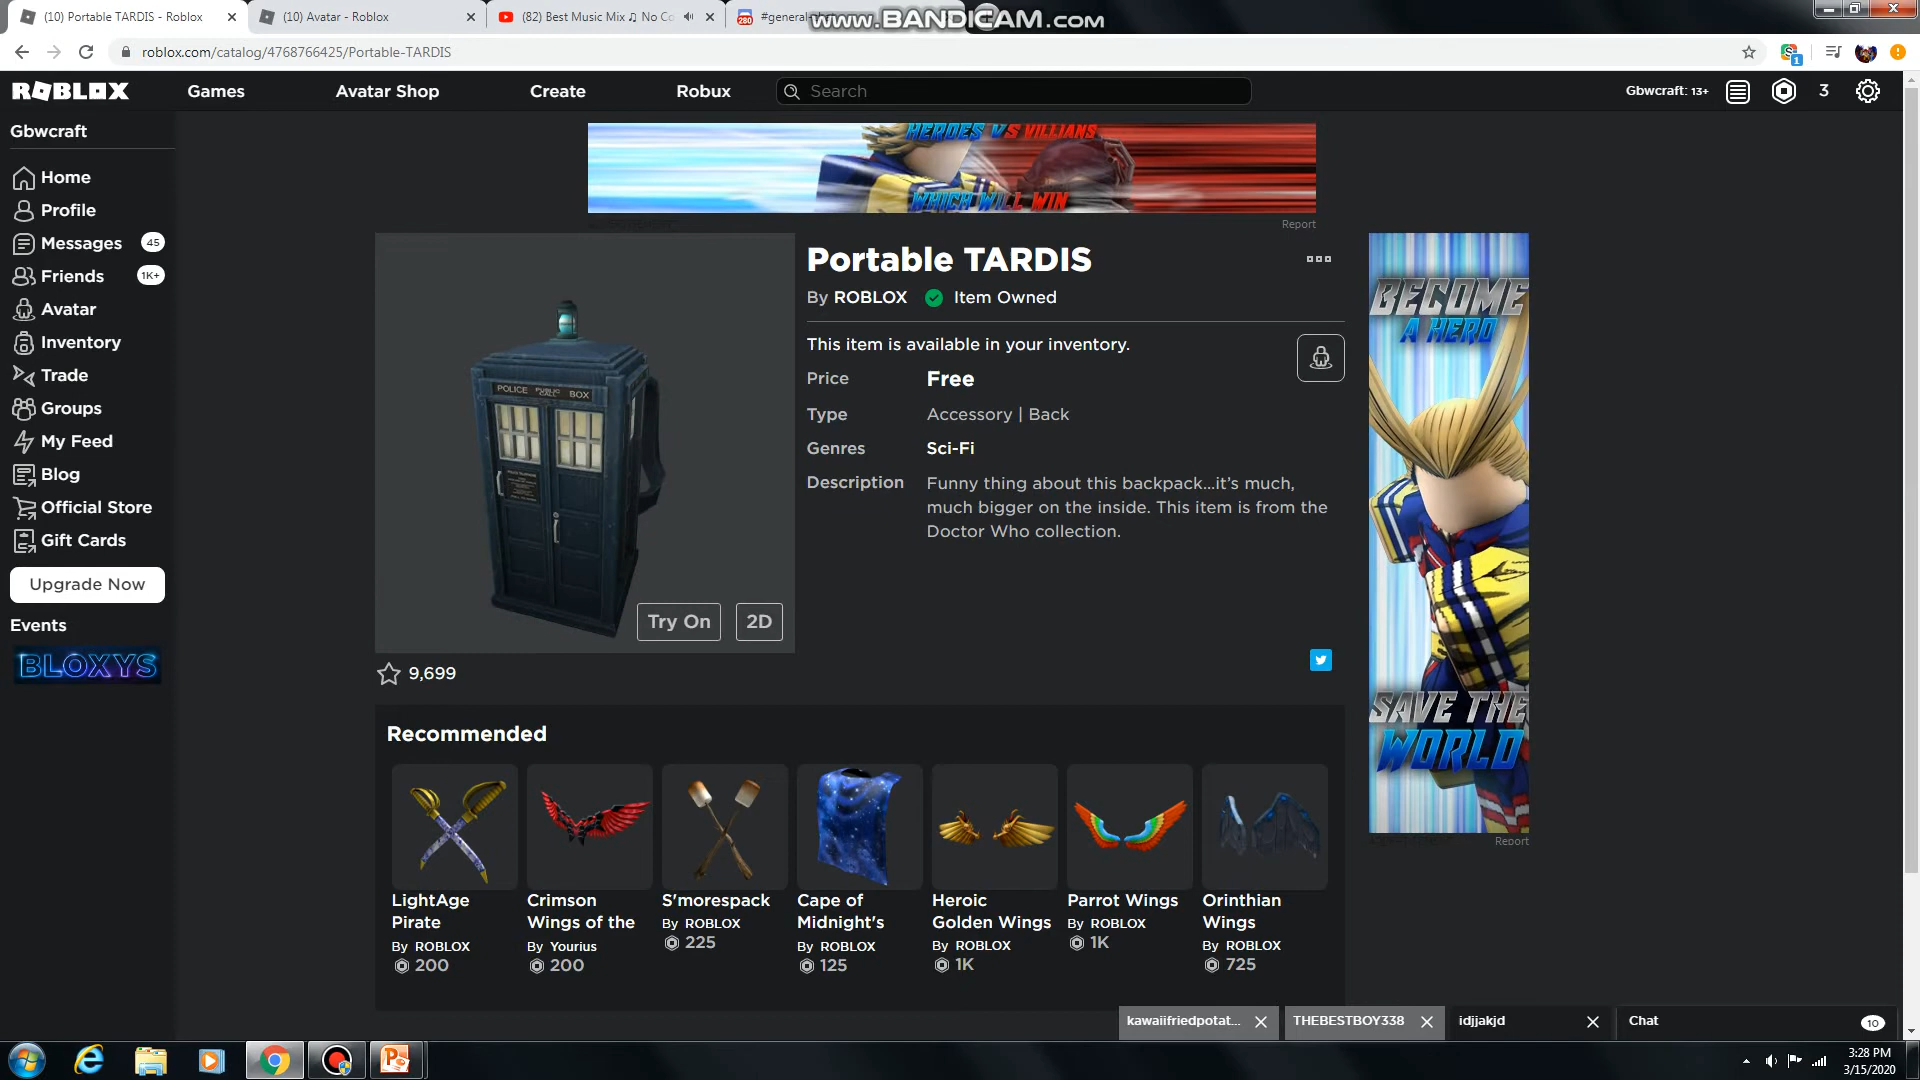 (10) Portable TARDIS - Roblox
(10) Avatar - Roblox
(82) Best Music Mix ♫ No Co
280
#general
www.BANDICAM.com
roblox.com/catalog/4768766425/Portable-TARDIS
1
ROBLOX
Games
Avatar Shop
Create
Robux
Search
Gbwcraft: 13+
3
Gbwcraft
Home
Profile
Messages 45
Friends 1K+
Avatar
Inventory
Trade
Groups
My Feed
Blog
Official Store
Gift Cards
Upgrade Now
Events
BLOXYS
HEROES VS VILLIANS
WHICH WILL WIN
Report
POLICE PUBLIC CALL BOX
Try On
2D
9,699
Portable TARDIS
By ROBLOX Item Owned
This item is available in your inventory.
Price Free
Type Accessory | Back
Genres Sci-Fi
Description Funny thing about this backpack...it's much,
much bigger on the inside. This item is from the
Doctor Who collection.
BECOME
A HERO
SAVE THE
WORLD
Report
Recommended
LightAge
Pirate
By ROBLOX
200
Crimson
Wings of the
By Yourius
200
S'morespack
By ROBLOX
225
Cape of
Midnight's
By ROBLOX
125
Heroic
Golden Wings
By ROBLOX
1K
Parrot Wings
By ROBLOX
1K
Orinthian
Wings
By ROBLOX
725
kawaiifriedpotat...
THEBESTBOY338
idjjakjd
Chat
10
3:28 PM
3/15/2020